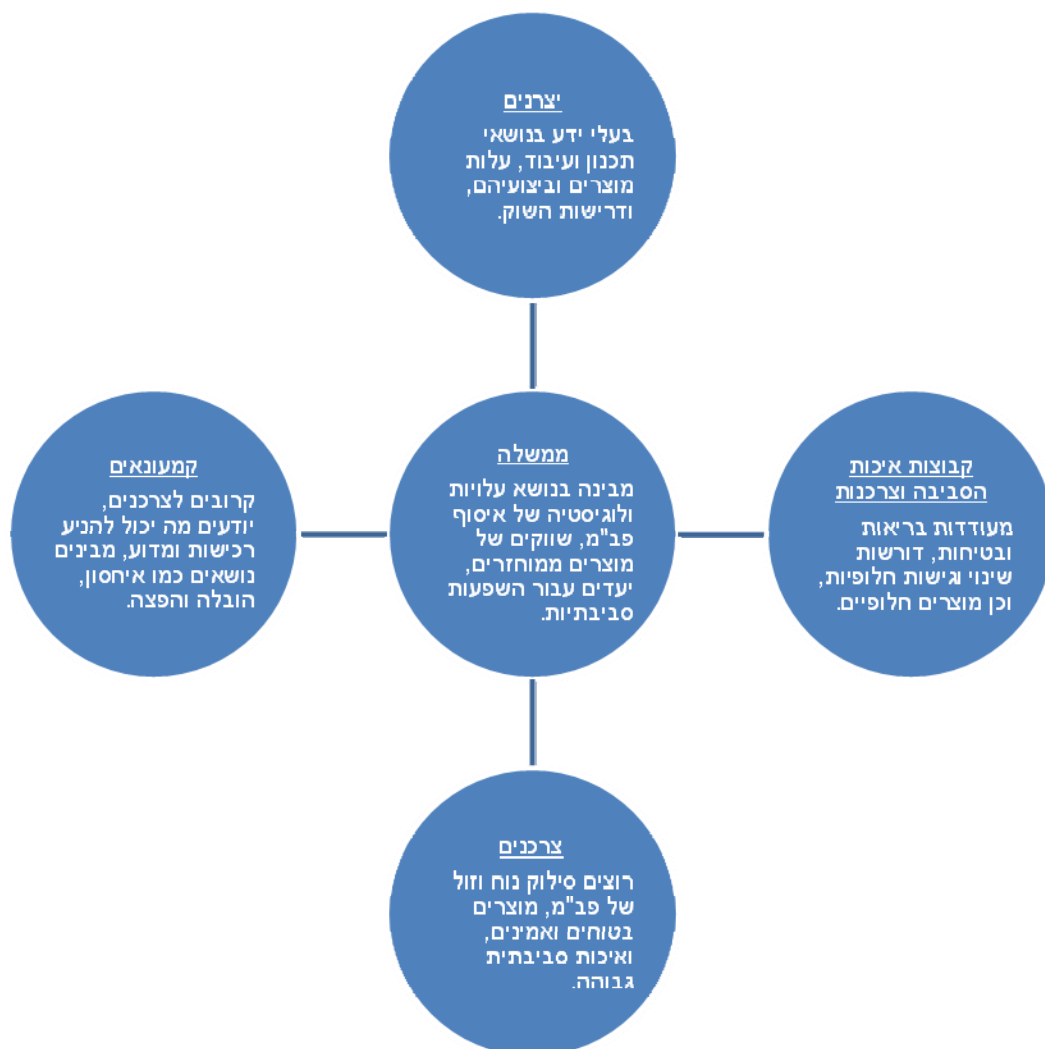 יצרנים
בעלי ידע בנושאי
תכנון ועיבוד, עלות
מוצרים וביצועיהם,
ודרישות השוק.
קבוצות איכות
הסביבה וצרכנות
מעודדות בריאות
ובטיחות, דורשות
שינוי וגישות חלופיות,
וכן מוצרים חלופיים.
ממשלה
מבינה בנושא עלויות
ולוגיסטיה של איסוף
פב"מ, שווקים של
מוצרים ממוחזרים,
יעדים עבור השפעות
סביבתיות.
קמעונאים
קרובים לצרכנים,
יודעים מה יכול להניע
רכישות ומדוע, מבינים
נושאים כמו איחסון,
הובלה והפצה.
צרכנים
רוצים סילוק נוח וזול
של פב"מ, מוצרים
בטוחים ואמינים,
ואיכות סביבתית
גבוהה.